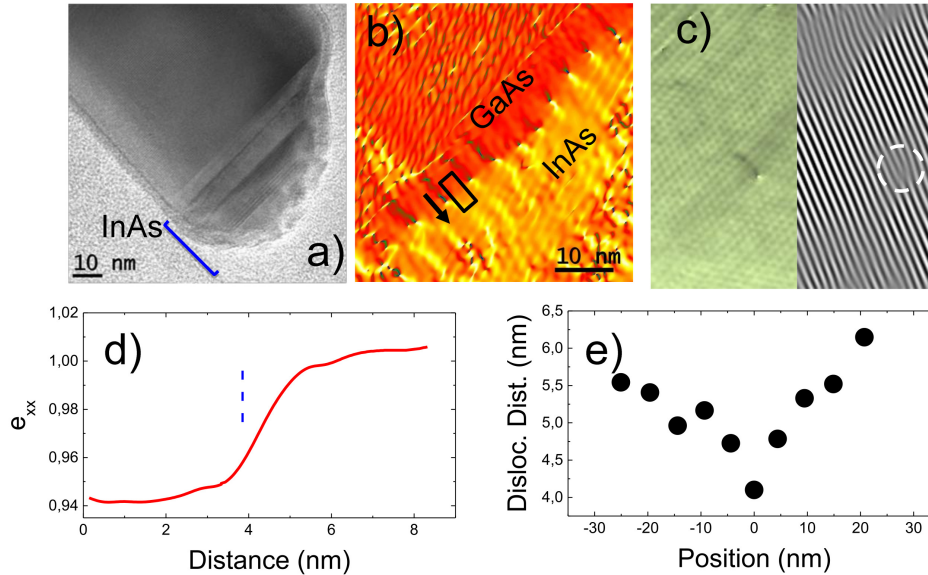 a)
InAs
10 nm
b)
GaAs
InAs
10 nm
c)
d)
1,02
1,00
0,98
0,96
0,94
e_xx
0 2 4 6 8
Distance (nm)
e)
6,5
6,0
5,5
5,0
4,5
4,0
Disloc. Dist. (nm)
-30 -20 -10 0 10 20 30
Position (nm)